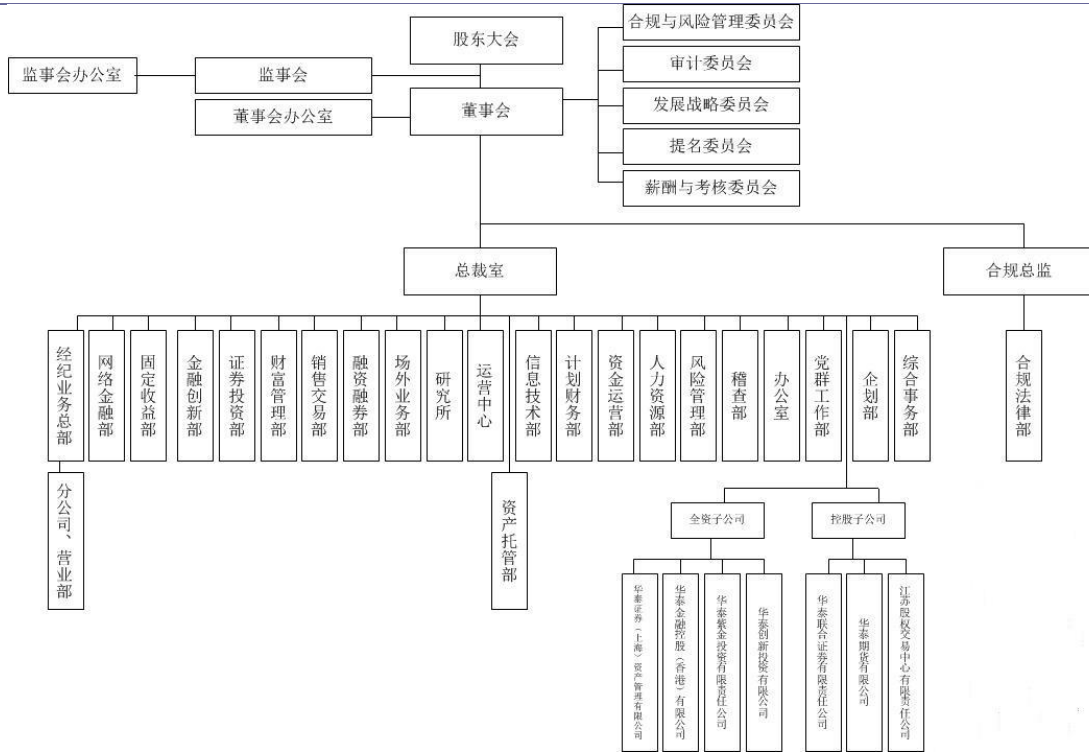 股东大会
监事会办公室
监事会
董事会办公室
董事会
合规与风险管理委员会
审计委员会
发展战略委员会
提名委员会
薪酬与考核委员会
总裁室
合规总监
经纪业务总部
网络金融部
固定收益部
金融创新部
证券投资部
财富管理部
销售交易部
融资融券部
场外业务部
研究所
运营中心
信息技术部
计划财务部
资金运营部
人力资源部
风险管理部
稽查部
办公室
党群工作部
企划部
综合事务部
合规法律部
分公司、营业部
资产托管部
全资子公司
控股子公司
华泰证券（上海）资产管理有限公司
华泰金融控股（香港）有限公司
华泰紫金投资有限责任公司
华泰创新投资有限公司
华泰联合证券有限责任公司
华泰期货有限公司
江苏股权交易中心有限责任公司